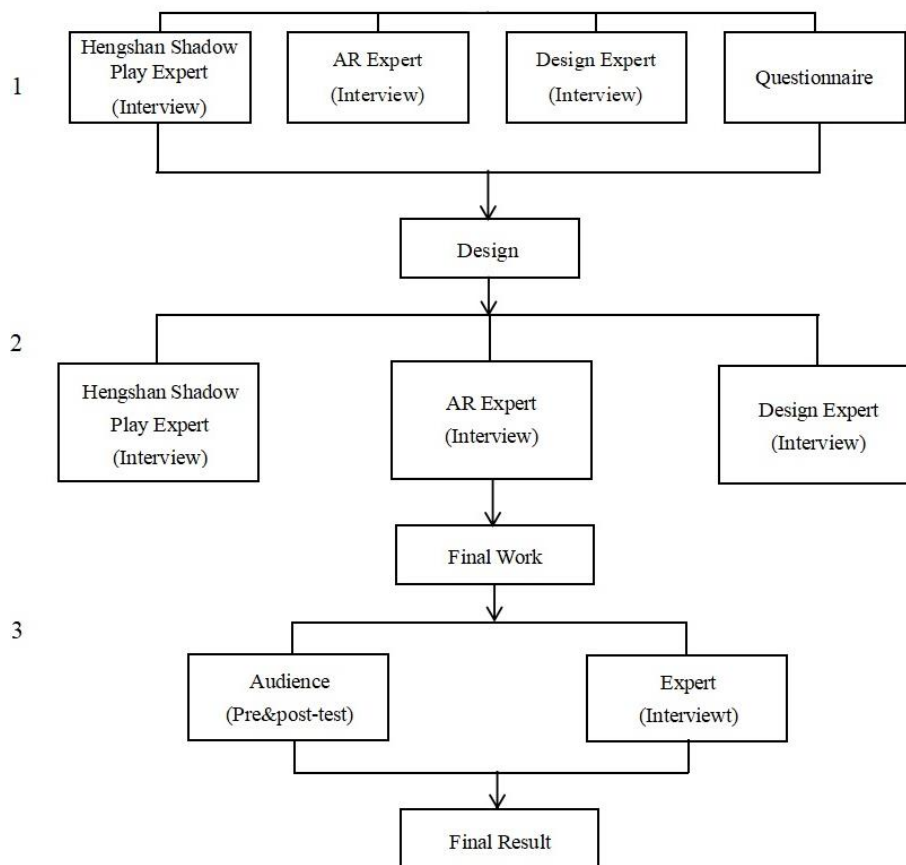 1
Hengshan Shadow
Play Expert
(Interview)
AR Expert
(Interview)
Design Expert
(Interview)
Questionnaire
Design
2
Hengshan Shadow
Play Expert
(Interview)
AR Expert
(Interview)
Design Expert
(Interview)
Final Work
3
Audience
(Pre&post-test)
Expert
(Interviewt)
Final Result